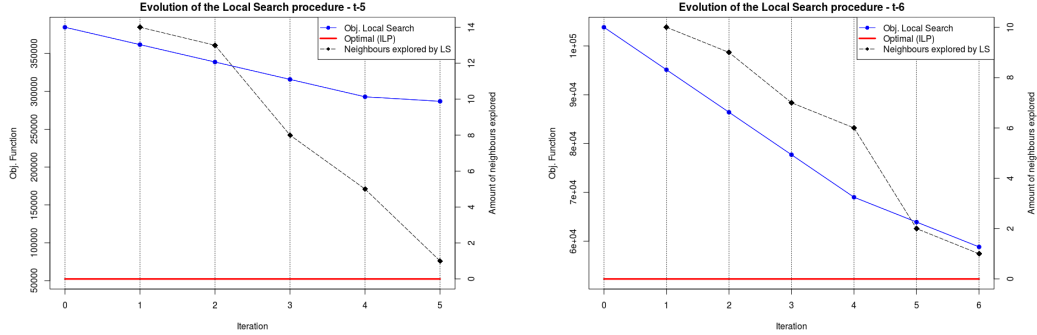 Evolution of the Local Search procedure - t-5
Obj. Local Search
Optimal (ILP)
Neighbours explored by LS
Obj. Function
50000
100000
150000
200000
250000
300000
350000
0
2
4
6
8
10
12
14
Amount of neighbours explored
0 1 2 3 4 5
Iteration
Evolution of the Local Search procedure - t-6
Obj. Local Search
Optimal (ILP)
Neighbours explored by LS
Obj. Function
6e+04
7e+04
8e+04
9e+04
1e+05
0
2
4
6
8
10
Amount of neighbours explored
0 1 2 3 4 5 6
Iteration